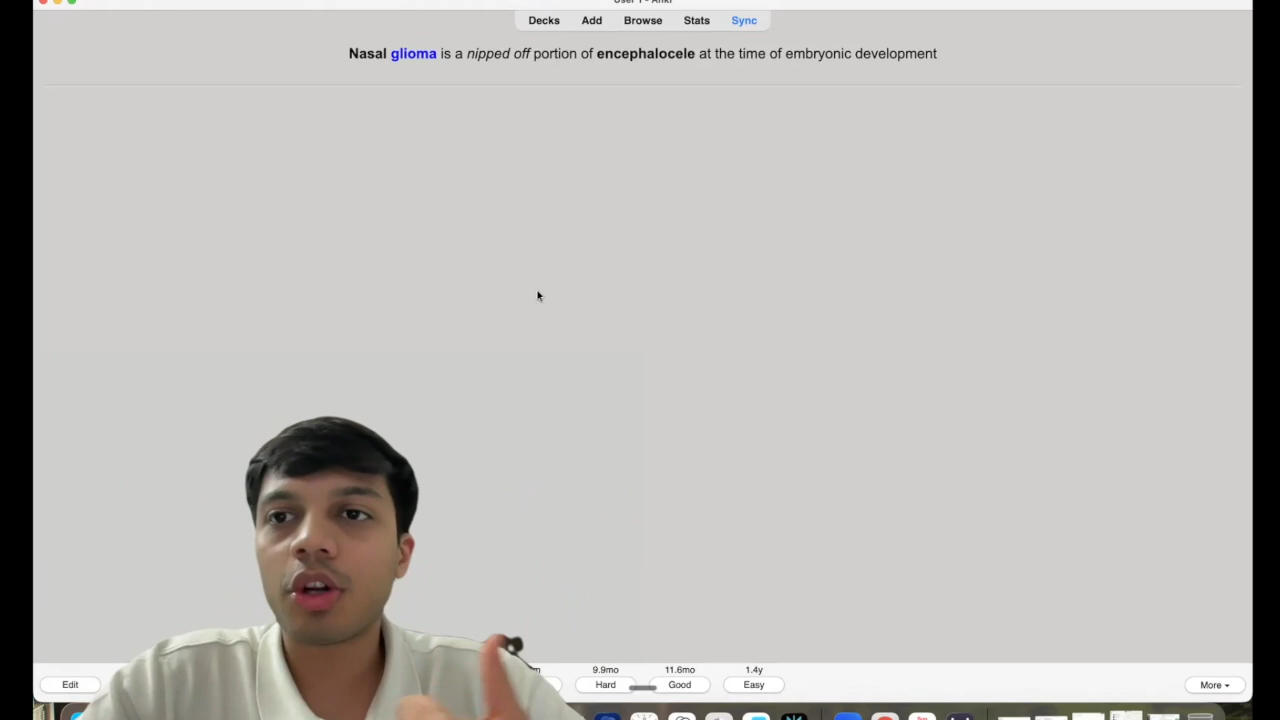 Decks Add Browse Stats Sync
Nasal glioma is a nipped off portion of encephalocele at the time of embryonic development
9.9mo 11.6mo 1.4y
Edit Hard Good Easy More